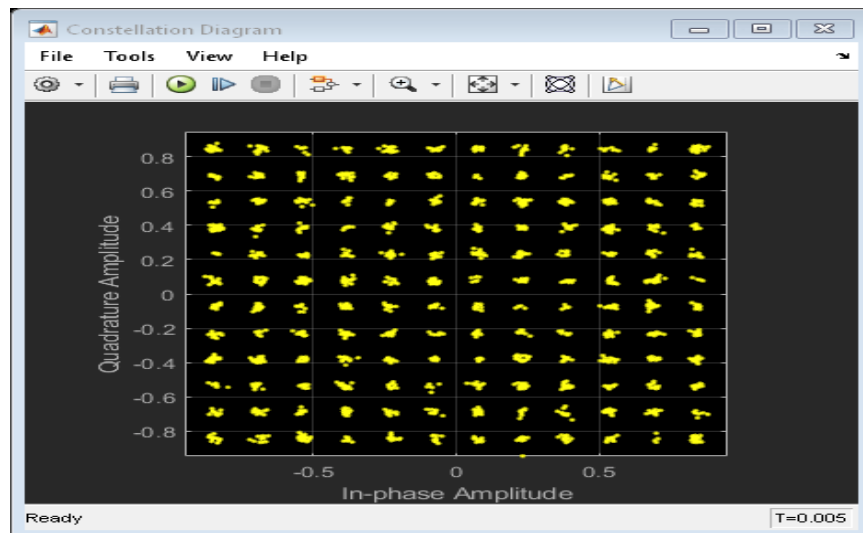 Constellation Diagram
File Tools View Help
0.8
0.6
0.4
0.2
0
-0.2
-0.4
-0.6
-0.8
Quadrature Amplitude
-0.5 0 0.5
In-phase Amplitude
Ready T=0.005